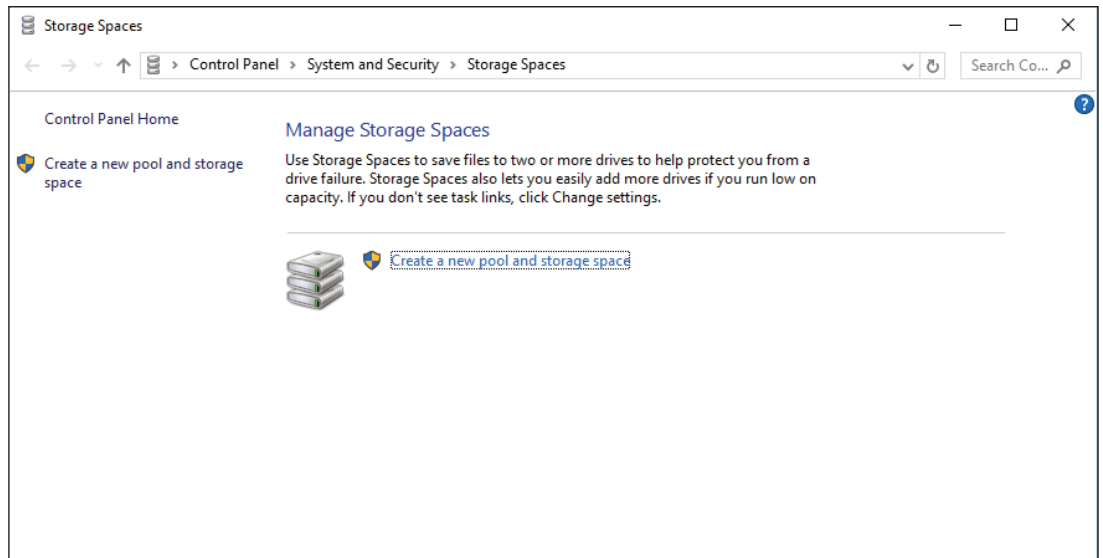 Storage Spaces
Control Panel > System and Security > Storage Spaces
Search Co...
?
Control Panel Home
Create a new pool and storage
space
Manage Storage Spaces
Use Storage Spaces to save files to two or more drives to help protect you from a
drive failure. Storage Spaces also lets you easily add more drives if you run low on
capacity. If you don't see task links, click Change settings.
Create a new pool and storage space